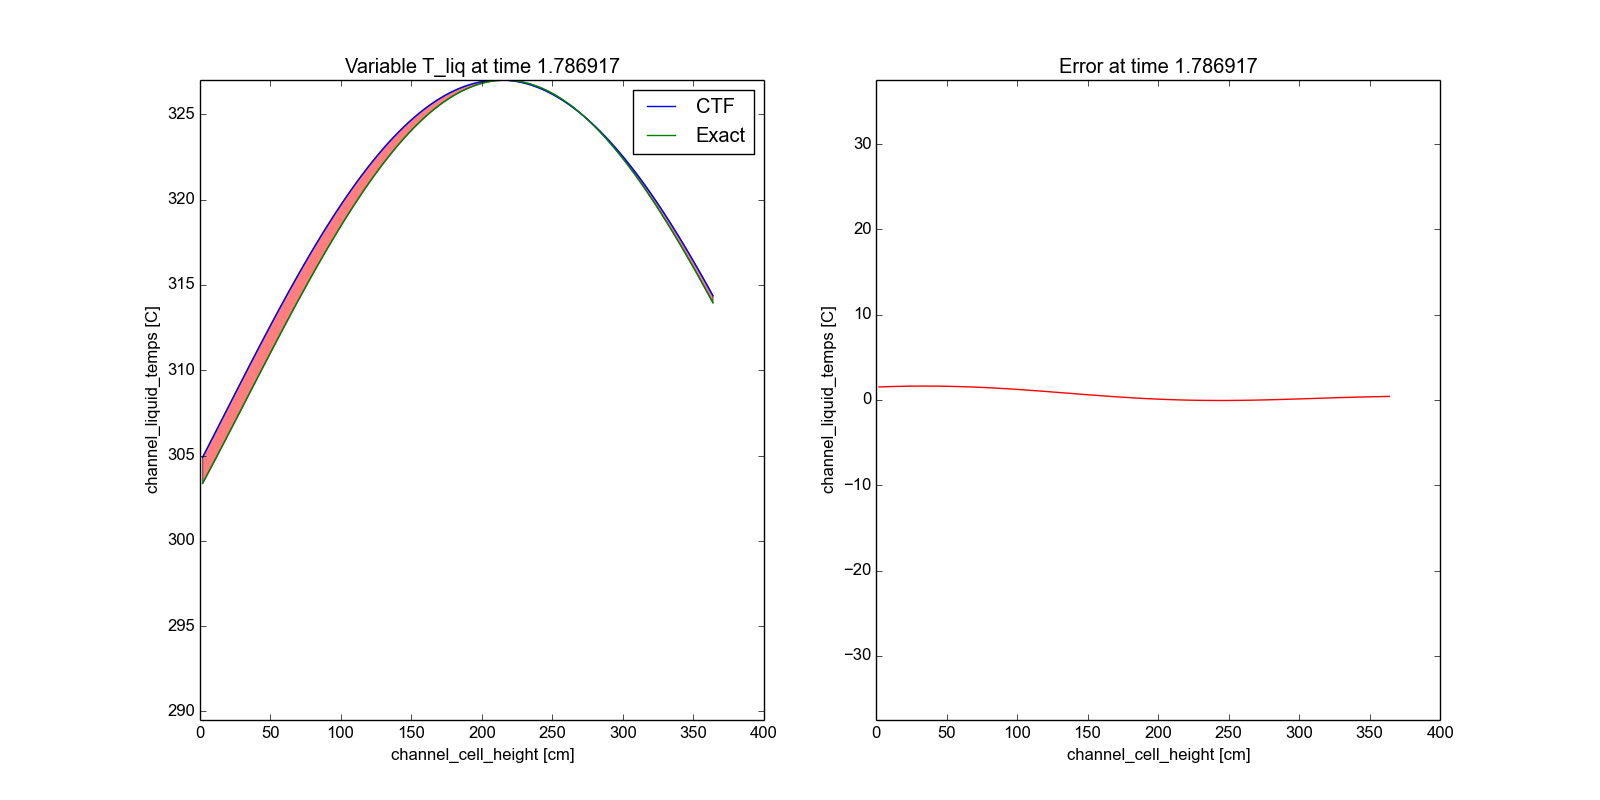 Variable T_liq at time 1.786917
CTF
Exact
325
320
315
310
305
300
295
290
channel_liquid_temps [C]
0 50 100 150 200 250 300 350 400
channel_cell_height [cm]
Error at time 1.786917
30
20
10
0
−10
−20
−30
channel_liquid_temps [C]
0 50 100 150 200 250 300 350 400
channel_cell_height [cm]